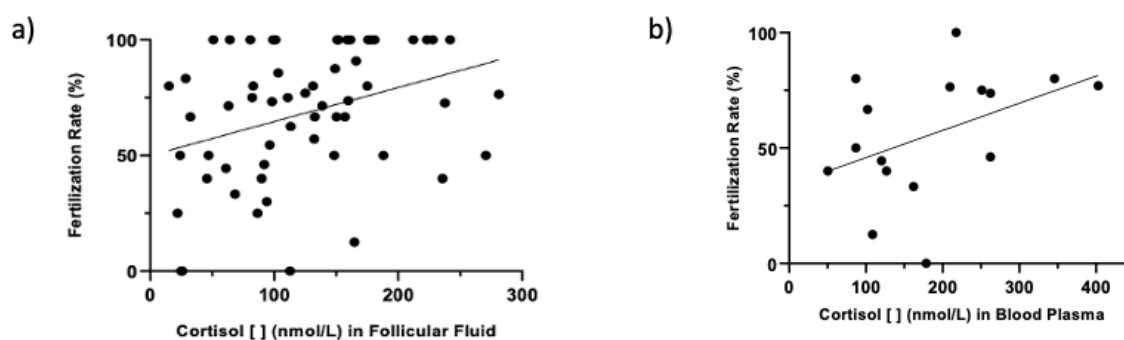 a)
Fertilization Rate (%)
100
50
0
0 100 200 300
Cortisol [ ] (nmol/L) in Follicular Fluid
b)
Fertilization Rate (%)
100
50
0
0 100 200 300 400
Cortisol [ ] (nmol/L) in Blood Plasma